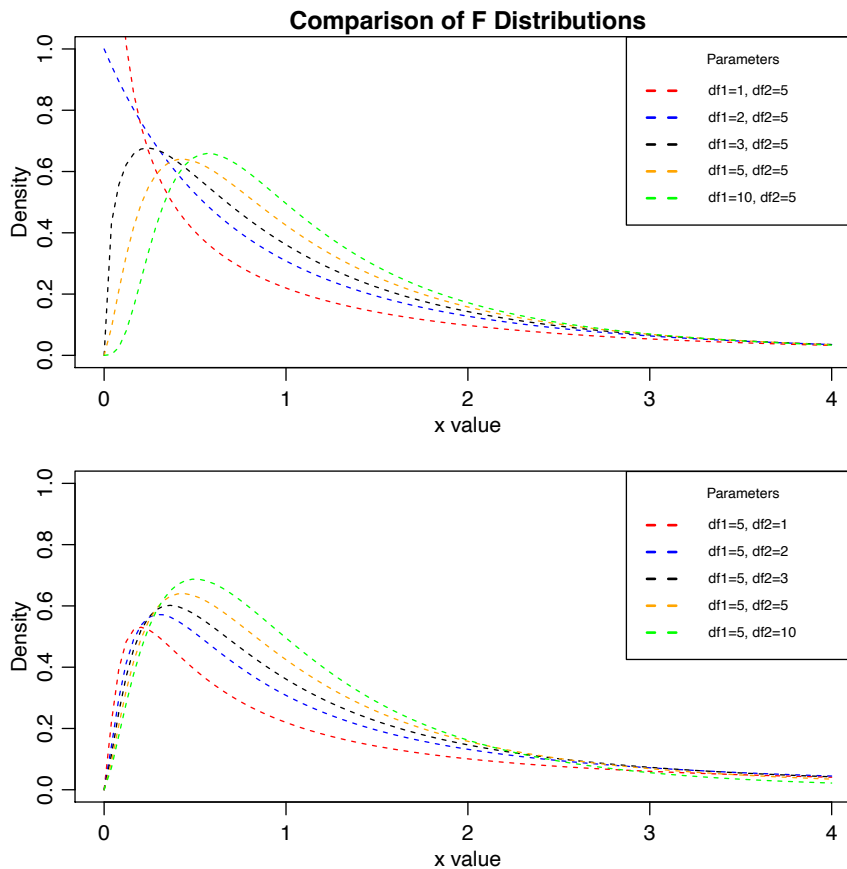 Comparison of F Distributions
Density
0.0 0.2 0.4 0.6 0.8 1.0
Parameters
df1=1, df2=5
df1=2, df2=5
df1=3, df2=5
df1=5, df2=5
df1=10, df2=5
0 1 2 3 4
x value
Density
0.0 0.2 0.4 0.6 0.8 1.0
Parameters
df1=5, df2=1
df1=5, df2=2
df1=5, df2=3
df1=5, df2=5
df1=5, df2=10
0 1 2 3 4
x value